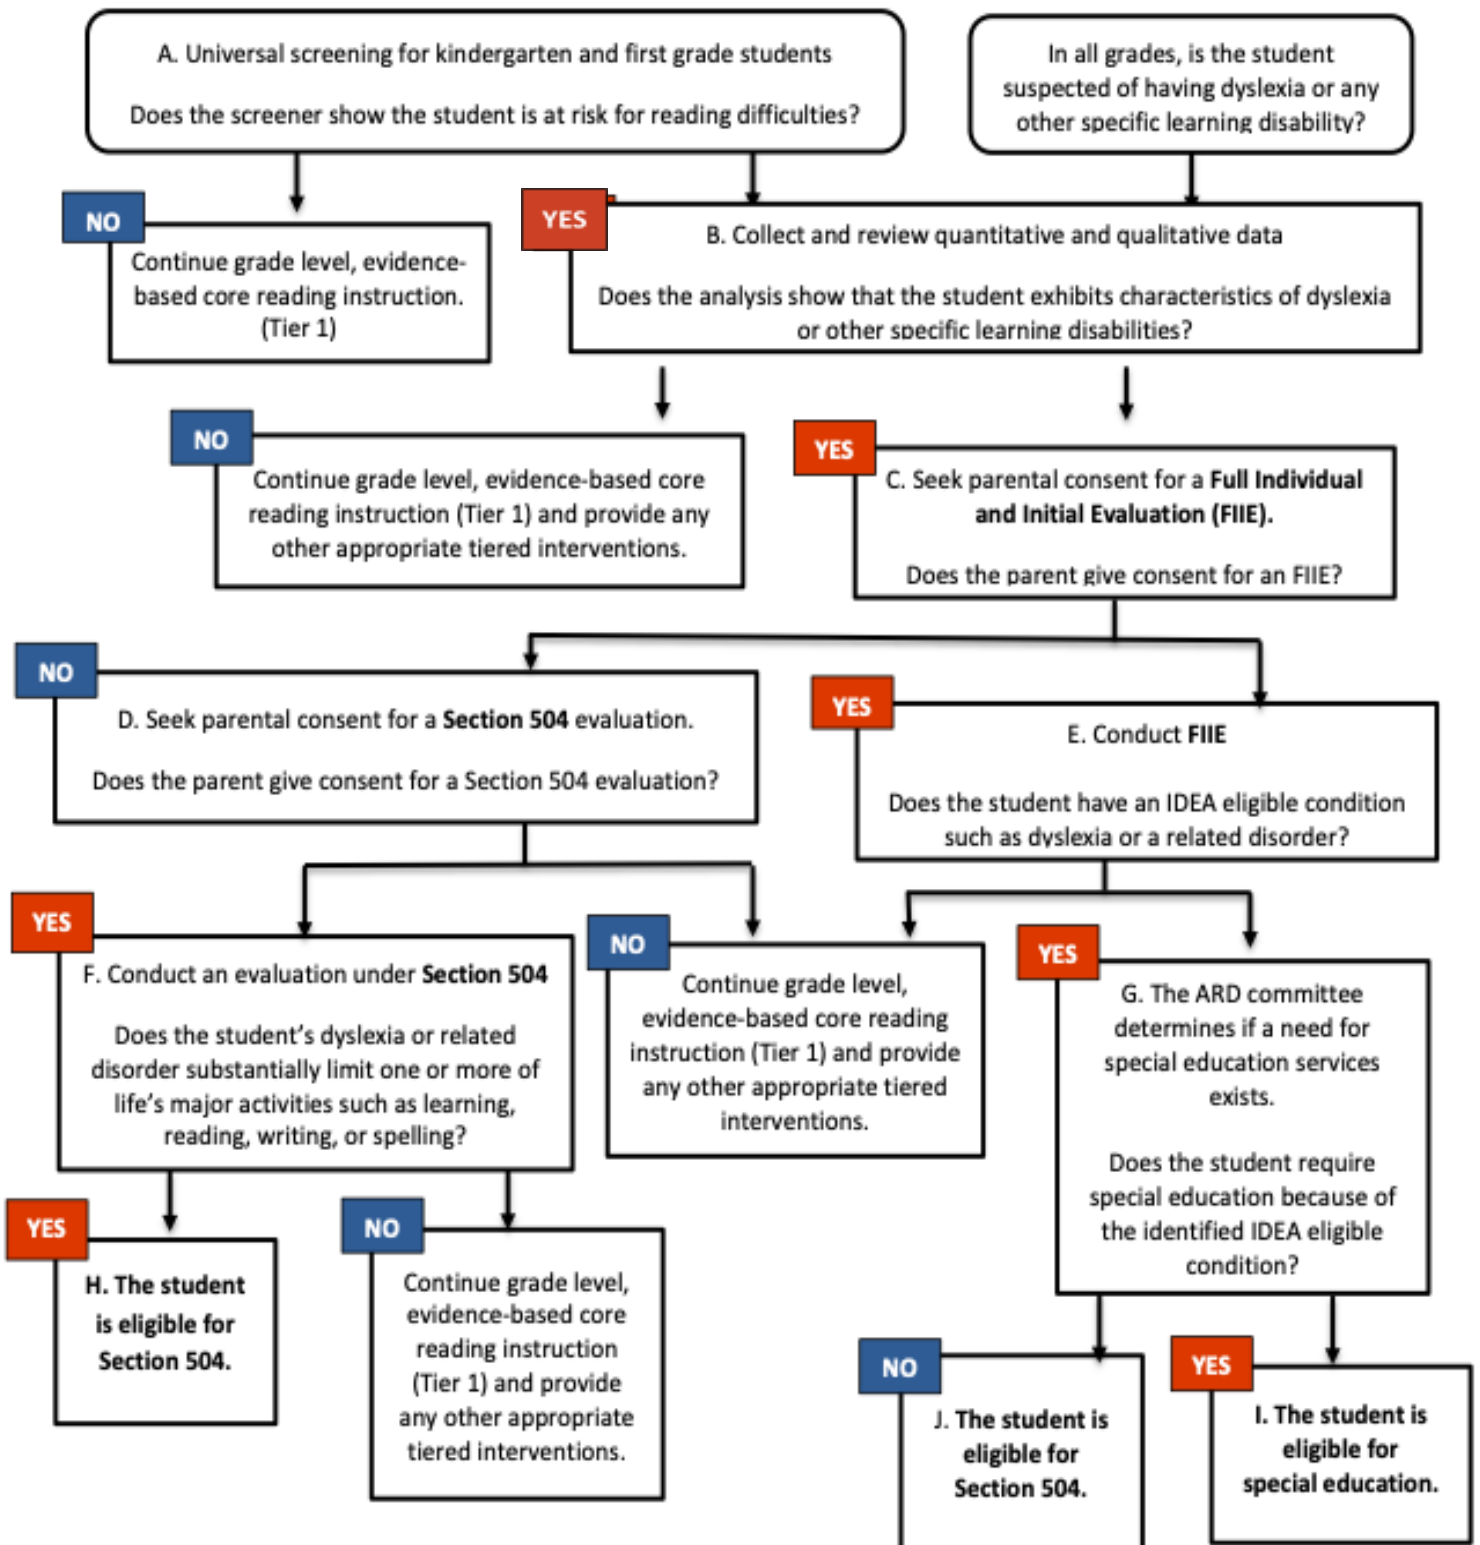 A. Universal screening for kindergarten and first grade students
Does the screener show the student is at risk for reading difficulties?
In all grades, is the student
suspected of having dyslexia or any
other specific learning disability?
NO
Continue grade level, evidence-
based core reading instruction.
(Tier 1)
YES
B. Collect and review quantitative and qualitative data
Does the analysis show that the student exhibits characteristics of dyslexia
or other specific learning disabilities?
NO
Continue grade level, evidence-based core
reading instruction (Tier 1) and provide any
other appropriate tiered interventions.
YES
C. Seek parental consent for a Full Individual
and Initial Evaluation (FIIE).
Does the parent give consent for an FIIE?
NO
D. Seek parental consent for a Section 504 evaluation.
Does the parent give consent for a Section 504 evaluation?
YES
E. Conduct FIIE
Does the student have an IDEA eligible condition
such as dyslexia or a related disorder?
YES
F. Conduct an evaluation under Section 504
Does the student’s dyslexia or related
disorder substantially limit one or more of
life’s major activities such as learning,
reading, writing, or spelling?
NO
Continue grade level,
evidence-based core reading
instruction (Tier 1) and provide
any other appropriate tiered
interventions.
YES
G. The ARD committee
determines if a need for
special education services
exists.
Does the student require
special education because of
the identified IDEA eligible
condition?
YES
H. The student
is eligible for
Section 504.
NO
Continue grade level,
evidence-based core
reading instruction
(Tier 1) and provide
any other appropriate
tiered interventions.
NO
J. The student is
eligible for
Section 504.
YES
I. The student is
eligible for
special education.